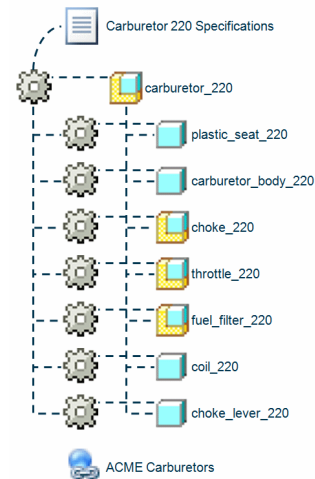 Carburetor 220 Specifications
carburetor_220
plastic_seat_220
carburetor_body_220
choke_220
throttle_220
fuel_filter_220
coil_220
choke_lever_220
ACME Carburetors